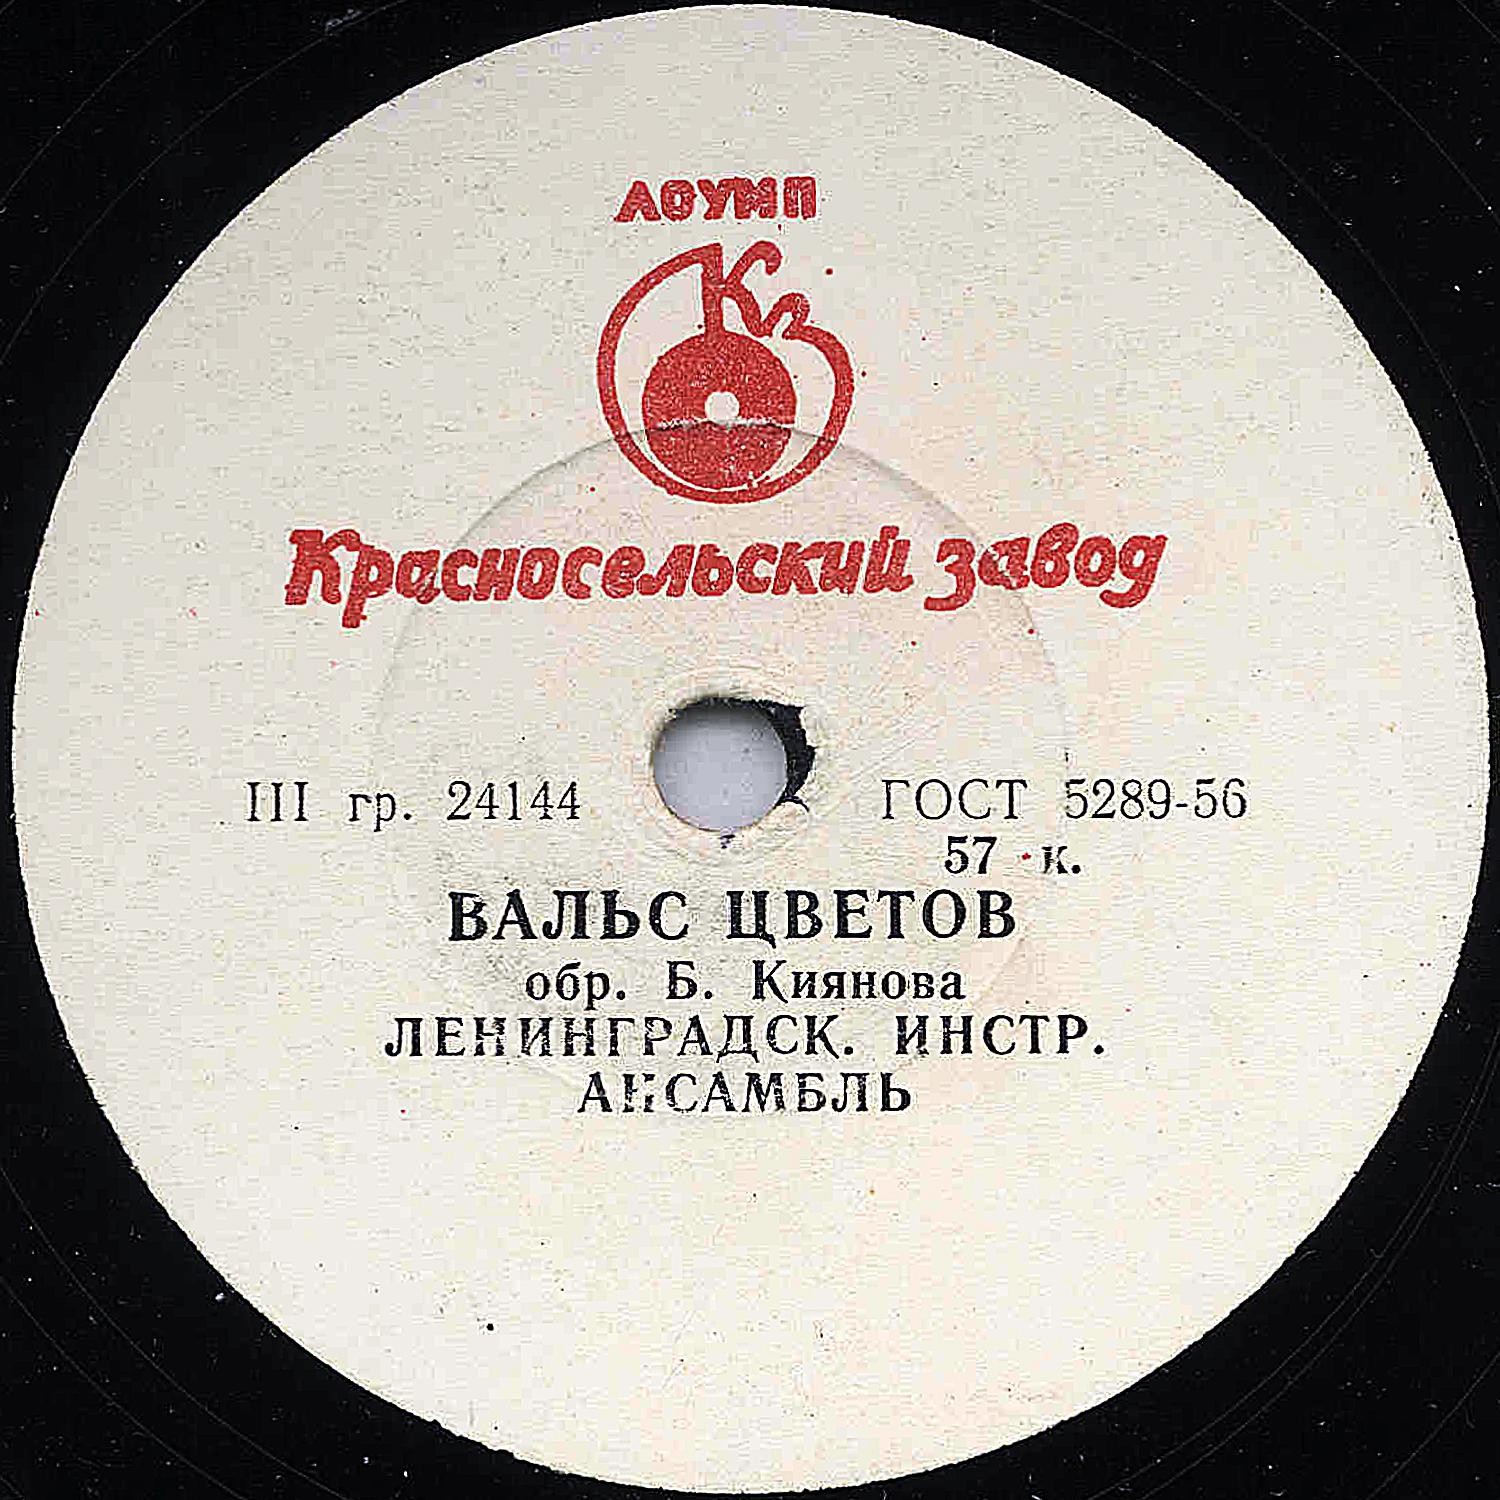 ЛОУМП
Кз
Красносельский завод
III гр. 24144 ГОСТ 5289-56
57 к.
ВАЛЬС ЦВЕТОВ
обр. Б. Киянова
ЛЕНИНГРАДСК. ИНСТР.
АНСАМБЛЬ